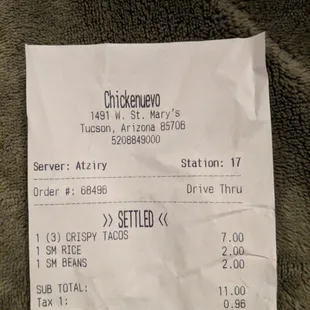 Chickenuevo
1491 W. St. Mary's
Tucson, Arizona 85706
5208849000
Server: Atziry Station: 17
Order #: 68496 Drive Thru
>> SETTLED <<
1 (3) CRISPY TACOS 7.00
1 SM RICE 2.00
1 SM BEANS 2.00
SUB TOTAL: 11.00
Tax 1: 0.96